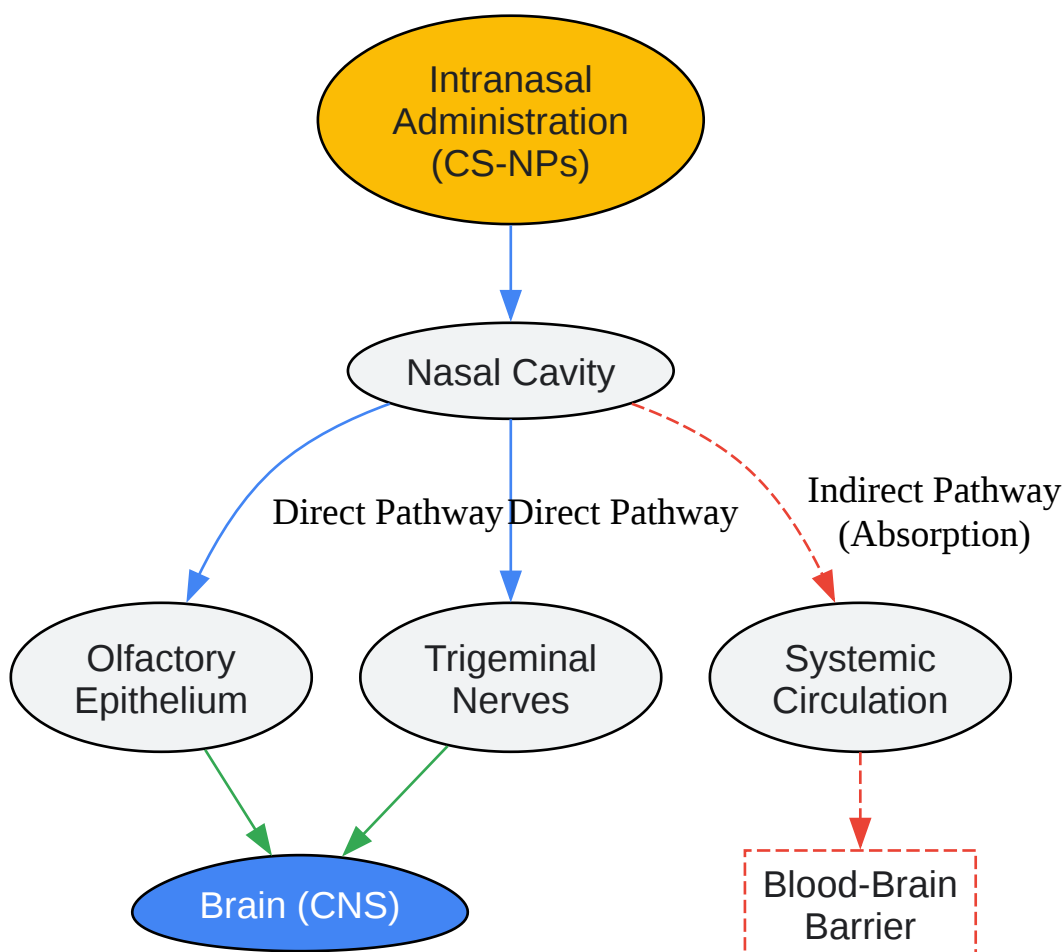 Intranasal
Administration
(CS-NPs)
Nasal Cavity
Direct Pathway
Direct Pathway
Indirect Pathway
(Absorption)
Olfactory
Epithelium
Trigeminal
Nerves
Systemic
Circulation
Brain (CNS)
Blood-Brain
Barrier